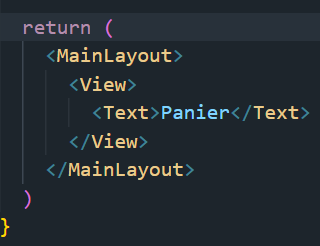 return (
<MainLayout>
<View>
<Text>Panier</Text>
</View>
</MainLayout>
)
}